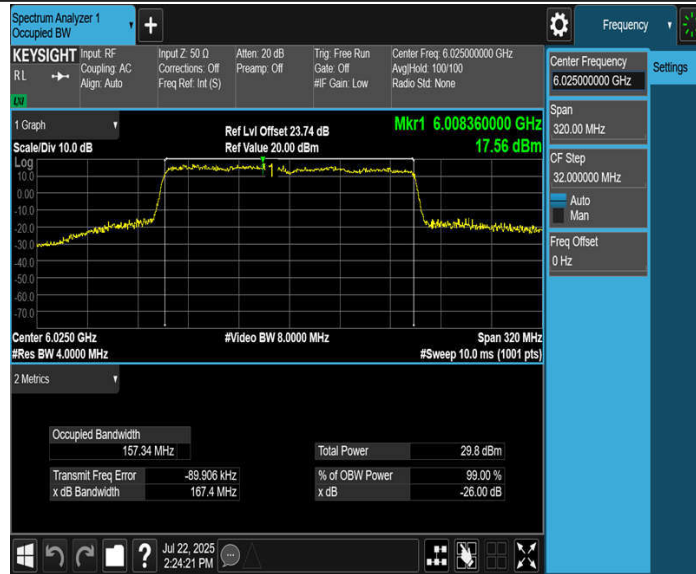 Spectrum Analyzer 1
Occupied BW
Frequency
KEYSIGHT
RL
LXI
Input: RF
Coupling: AC
Align: Auto
Input Z: 50 Ω
Corrections: Off
Freq Ref: Int (S)
Atten: 20 dB
Preamp: Off
Trig: Free Run
Gate: Off
#IF Gain: Low
Center Freq: 6.025000000 GHz
Avg|Hold: 100/100
Radio Std: None
Center Frequency
6.025000000 GHz
Settings
Span
320.00 MHz
CF Step
32.000000 MHz
Auto
Man
Freq Offset
0 Hz
1 Graph
Scale/Div 10.0 dB
Ref Lvl Offset 23.74 dB
Ref Value 20.00 dBm
Mkr1 6.008360000 GHz
17.56 dBm
Log
10.0
0.00
-10.0
-20.0
-30.0
-40.0
-50.0
-60.0
-70.0
1
Center 6.0250 GHz
#Res BW 4.0000 MHz
#Video BW 8.0000 MHz
Span 320 MHz
#Sweep 10.0 ms (1001 pts)
2 Metrics
Occupied Bandwidth
157.34 MHz
Total Power 29.8 dBm
Transmit Freq Error -89.906 kHz
% of OBW Power 99.00 %
x dB Bandwidth 167.4 MHz
x dB -26.00 dB
?
Jul 22, 2025
2:24:21 PM